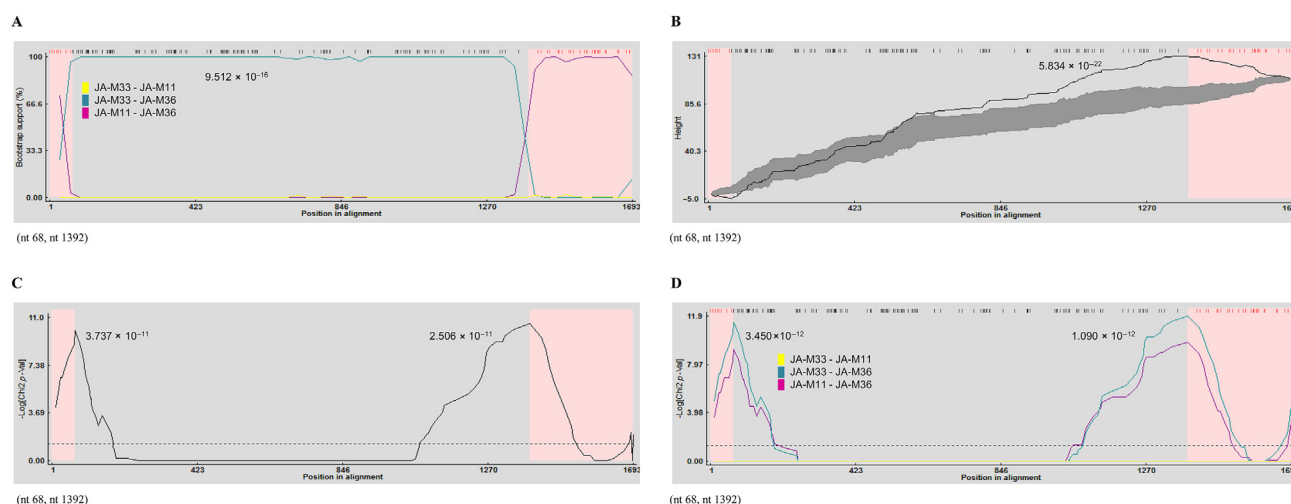 A
100
66.6
33.3
0.00
Bootstrap support (%)
9.512 × 10⁻¹⁶
JA-M33 - JA-M11
JA-M33 - JA-M36
JA-M11 - JA-M36
1
423
846
1270
1693
Position in alignment
(nt 68, nt 1392)
B
131
85.6
40.3
-5.0
Height
5.834 × 10⁻²²
1
423
846
1270
Position in alignment
(nt 68, nt 1392)
C
11.0
7.38
3.69
0.00
-Log[Chi2 p-Val]
3.737 × 10⁻¹¹
2.506 × 10⁻¹¹
1
423
846
1270
1693
Position in alignment
(nt 68, nt 1392)
D
11.9
7.97
3.98
0.00
-Log[Chi2 p-Val]
3.450×10⁻¹²
1.090 × 10⁻¹²
JA-M33 - JA-M11
JA-M33 - JA-M36
JA-M11 - JA-M36
1
423
846
1270
Position in alignment
(nt 68, nt 1392)